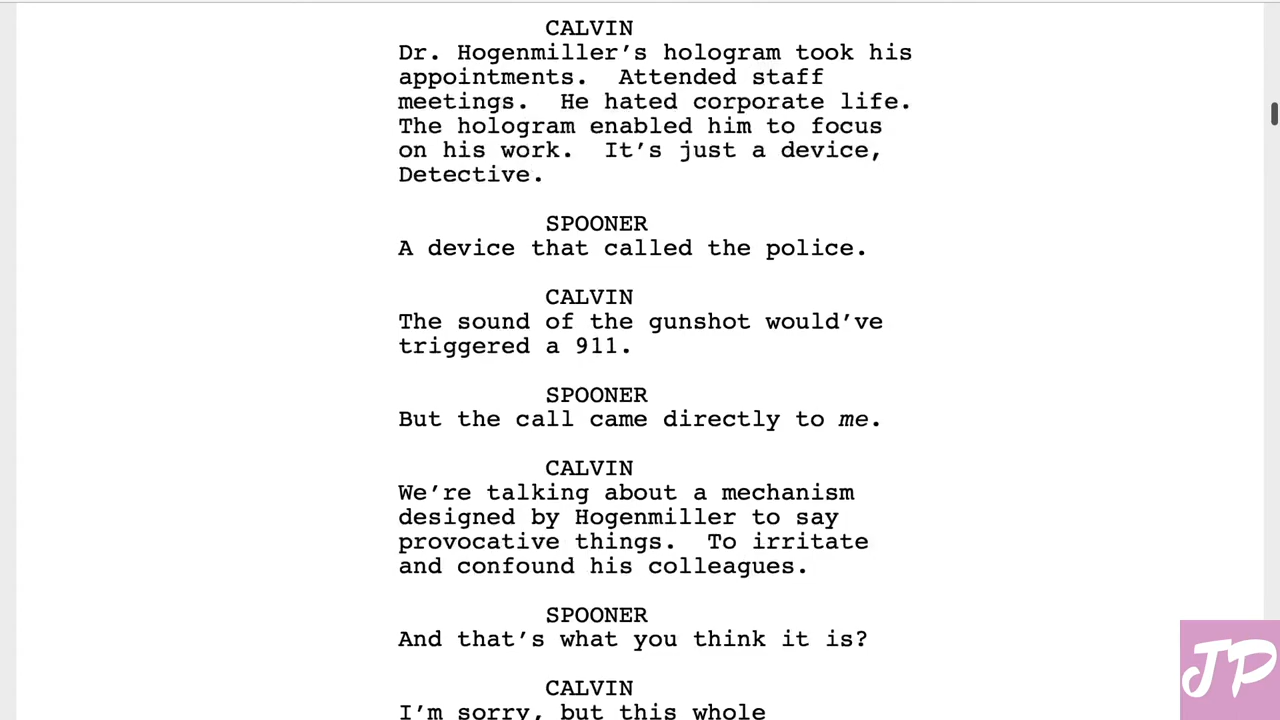 CALVIN
Dr. Hogenmiller’s hologram took his
appointments.  Attended staff
meetings.  He hated corporate life.
The hologram enabled him to focus
on his work.  It’s just a device,
Detective.
SPOONER
A device that called the police.
CALVIN
The sound of the gunshot would’ve
triggered a 911.
SPOONER
But the call came directly to me.
CALVIN
We’re talking about a mechanism
designed by Hogenmiller to say
provocative things.  To irritate
and confound his colleagues.
SPOONER
And that’s what you think it is?
CALVIN
I’m sorry, but this whole
JP